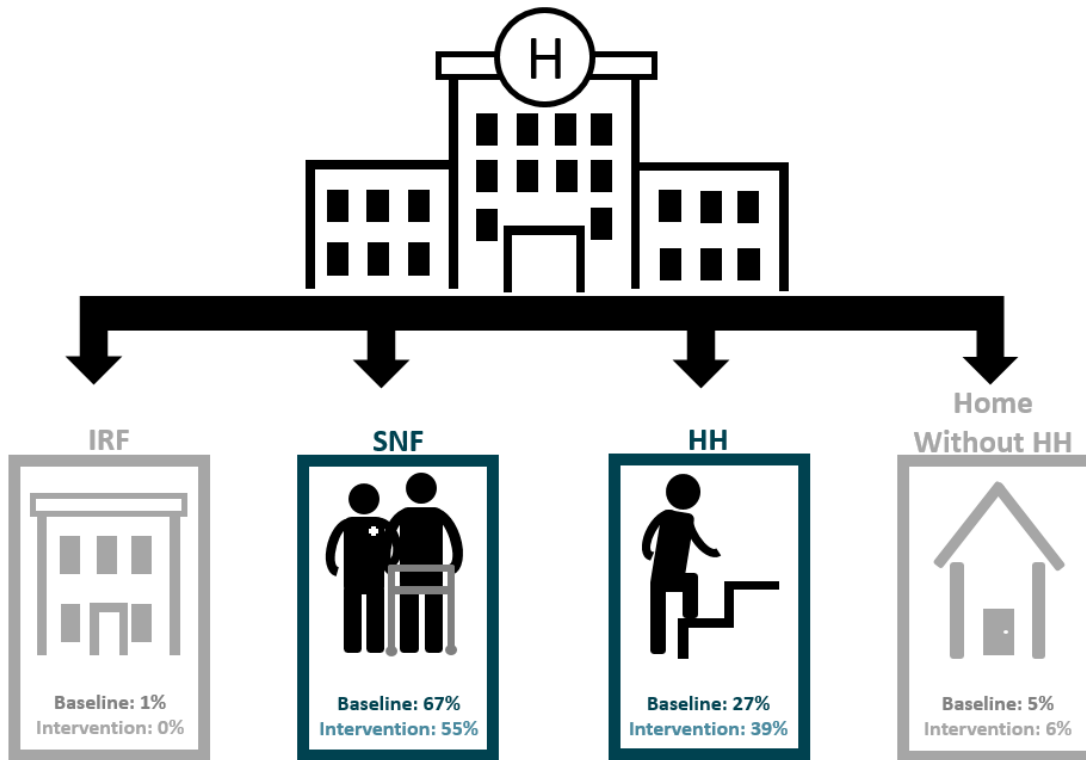 H
IRF
Baseline: 1%
Intervention: 0%
SNF
Baseline: 67%
Intervention: 55%
HH
Baseline: 27%
Intervention: 39%
Home
Without HH
Baseline: 5%
Intervention: 6%